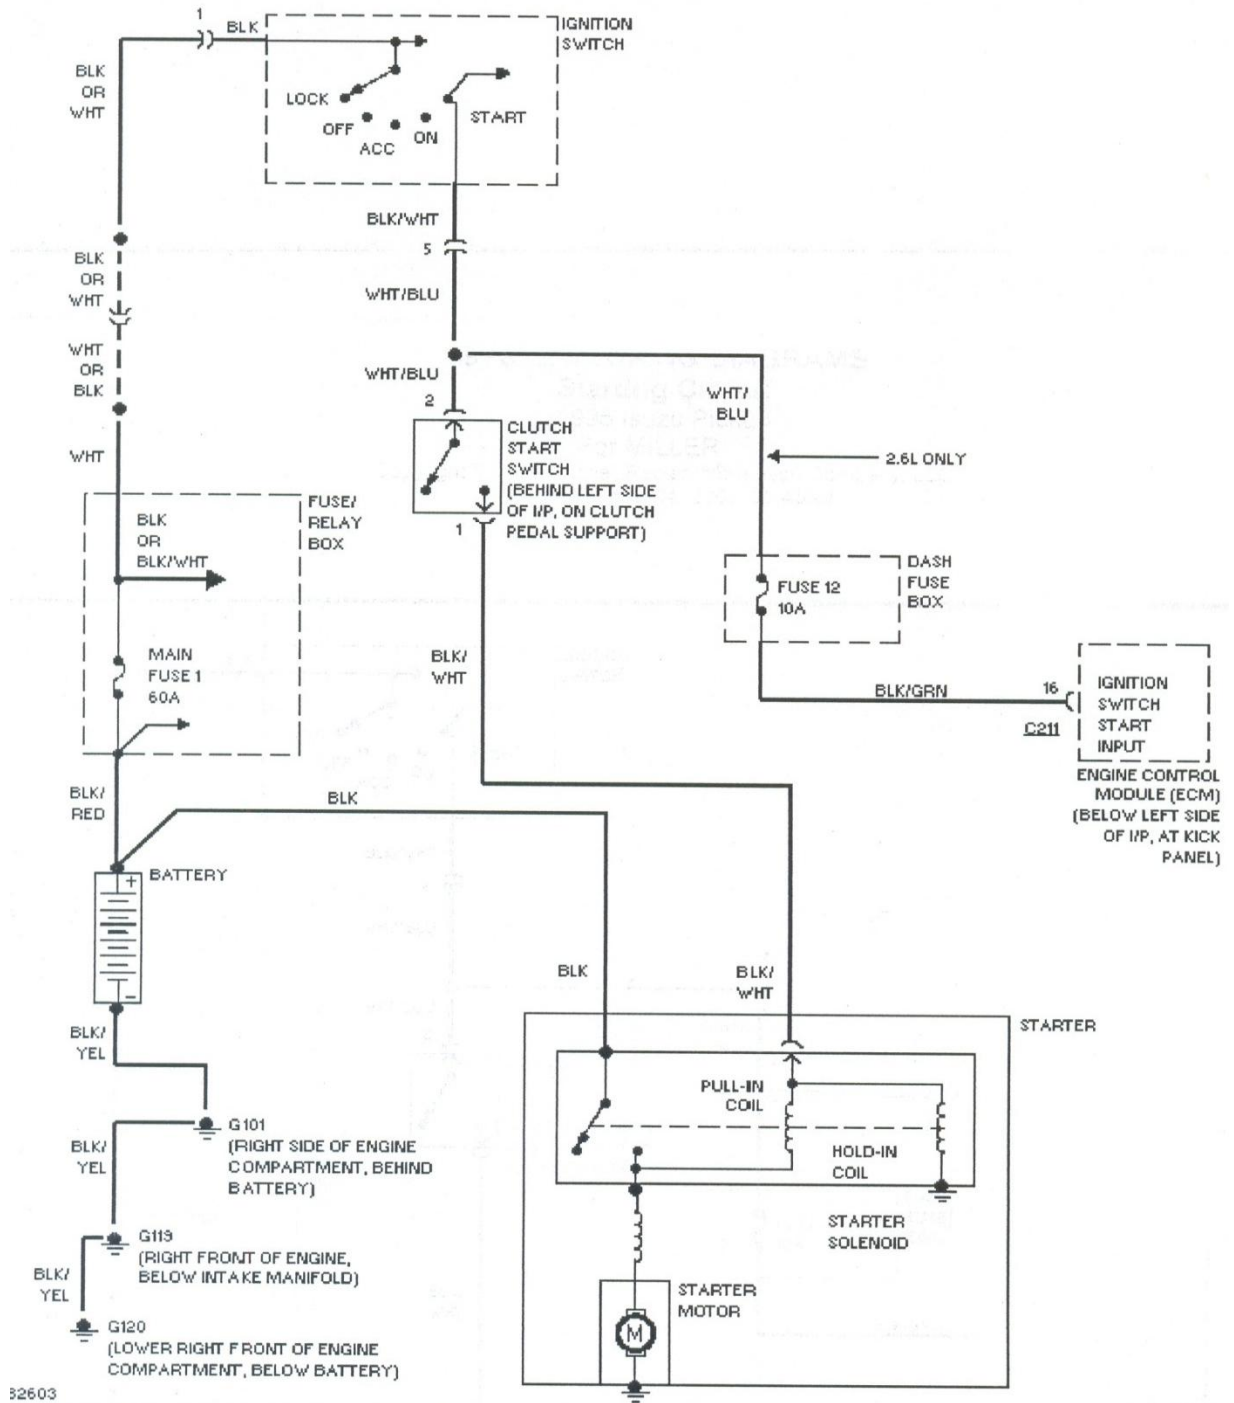 1
BLK
IGNITION
SWITCH
BLK
OR
WHT
LOCK
OFF
ACC
ON
START
BLK/WHT
5
BLK
OR
WHT
WHT/BLU
WHT
OR
BLK
WHT/BLU
2
WHT/
BLU
CLUTCH
START
SWITCH
(BEHIND LEFT SIDE
OF I/P, ON CLUTCH
PEDAL SUPPORT)
1
2.6L ONLY
WHT
FUSE/
RELAY
BOX
BLK
OR
BLK/WHT
DASH
FUSE
BOX
FUSE 12
10A
MAIN
FUSE 1
60A
BLK/
WHT
BLK/GRN
16
C211
IGNITION
SWITCH
START
INPUT
ENGINE CONTROL
MODULE (ECM)
(BELOW LEFT SIDE
OF I/P, AT KICK
PANEL)
BLK/
RED
BLK
BATTERY
+
-
BLK
BLK/
WHT
STARTER
BLK/
YEL
PULL-IN
COIL
HOLD-IN
COIL
G101
(RIGHT SIDE OF ENGINE
COMPARTMENT, BEHIND
BATTERY)
BLK/
YEL
STARTER
SOLENOID
G119
(RIGHT FRONT OF ENGINE,
BELOW INTAKE MANIFOLD)
BLK/
YEL
STARTER
MOTOR
M
G120
(LOWER RIGHT FRONT OF ENGINE
COMPARTMENT, BELOW BATTERY)
82603